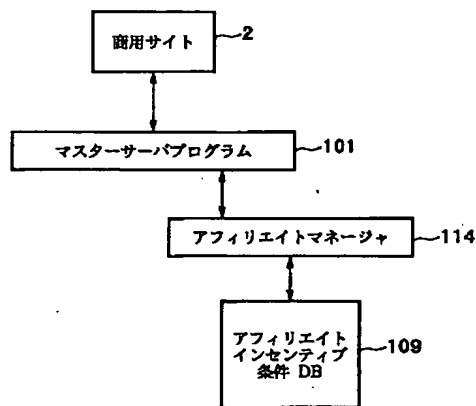 商用サイト
2
マスターサーバプログラム
101
アフィリエイトマネージャ
114
アフィリエイト
インセンティブ
条件 DB
109